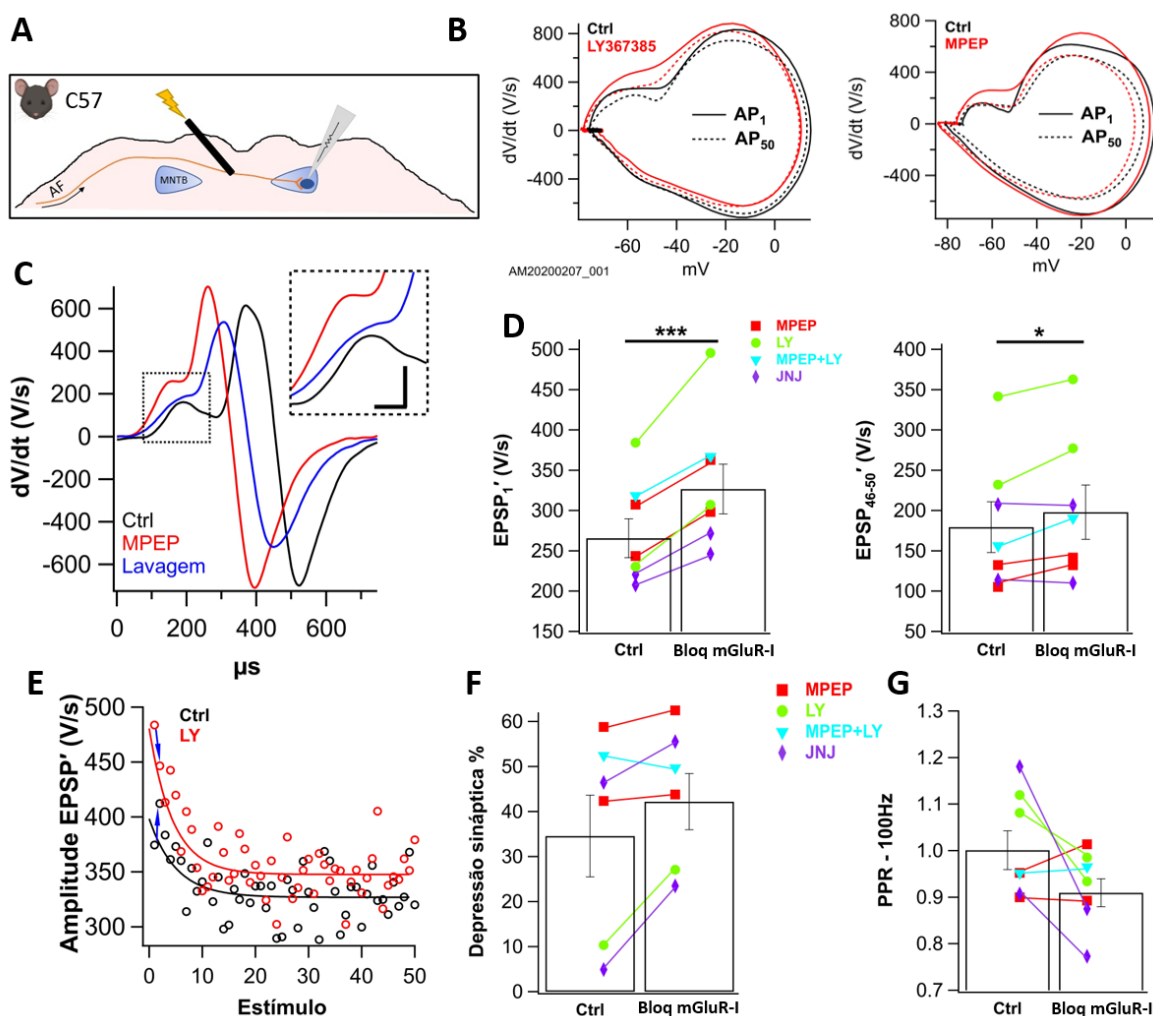 A
C57
AF
MNTB
B
Ctrl
LY367385
dV/dt (V/s)
800
400
0
-400
AP1
AP50
-60
-40
-20
0
mV
AM20200207_001
Ctrl
MPEP
dV/dt (V/s)
800
400
0
-400
AP1
AP50
-80
-60
-40
-20
0
mV
C
dV/dt (V/s)
600
400
200
0
-200
-400
-600
Ctrl
MPEP
Lavagem
0
200
400
600
µs
D
EPSP1′ (V/s)
500
450
400
350
300
250
200
150
***
MPEP
LY
MPEP+LY
JNJ
Ctrl
Bloq mGluR-I
EPSP46-50′ (V/s)
400
350
300
250
200
150
100
50
*
Ctrl
Bloq mGluR-I
E
Amplitude EPSP′ (V/s)
500
450
400
350
300
Ctrl
LY
0
10
20
30
40
50
Estímulo
F
Depressão sináptica %
60
50
40
30
20
10
0
Ctrl
Bloq mGluR-I
MPEP
LY
MPEP+LY
JNJ
G
PPR - 100Hz
1.3
1.2
1.1
1.0
0.9
0.8
0.7
Ctrl
Bloq mGluR-I